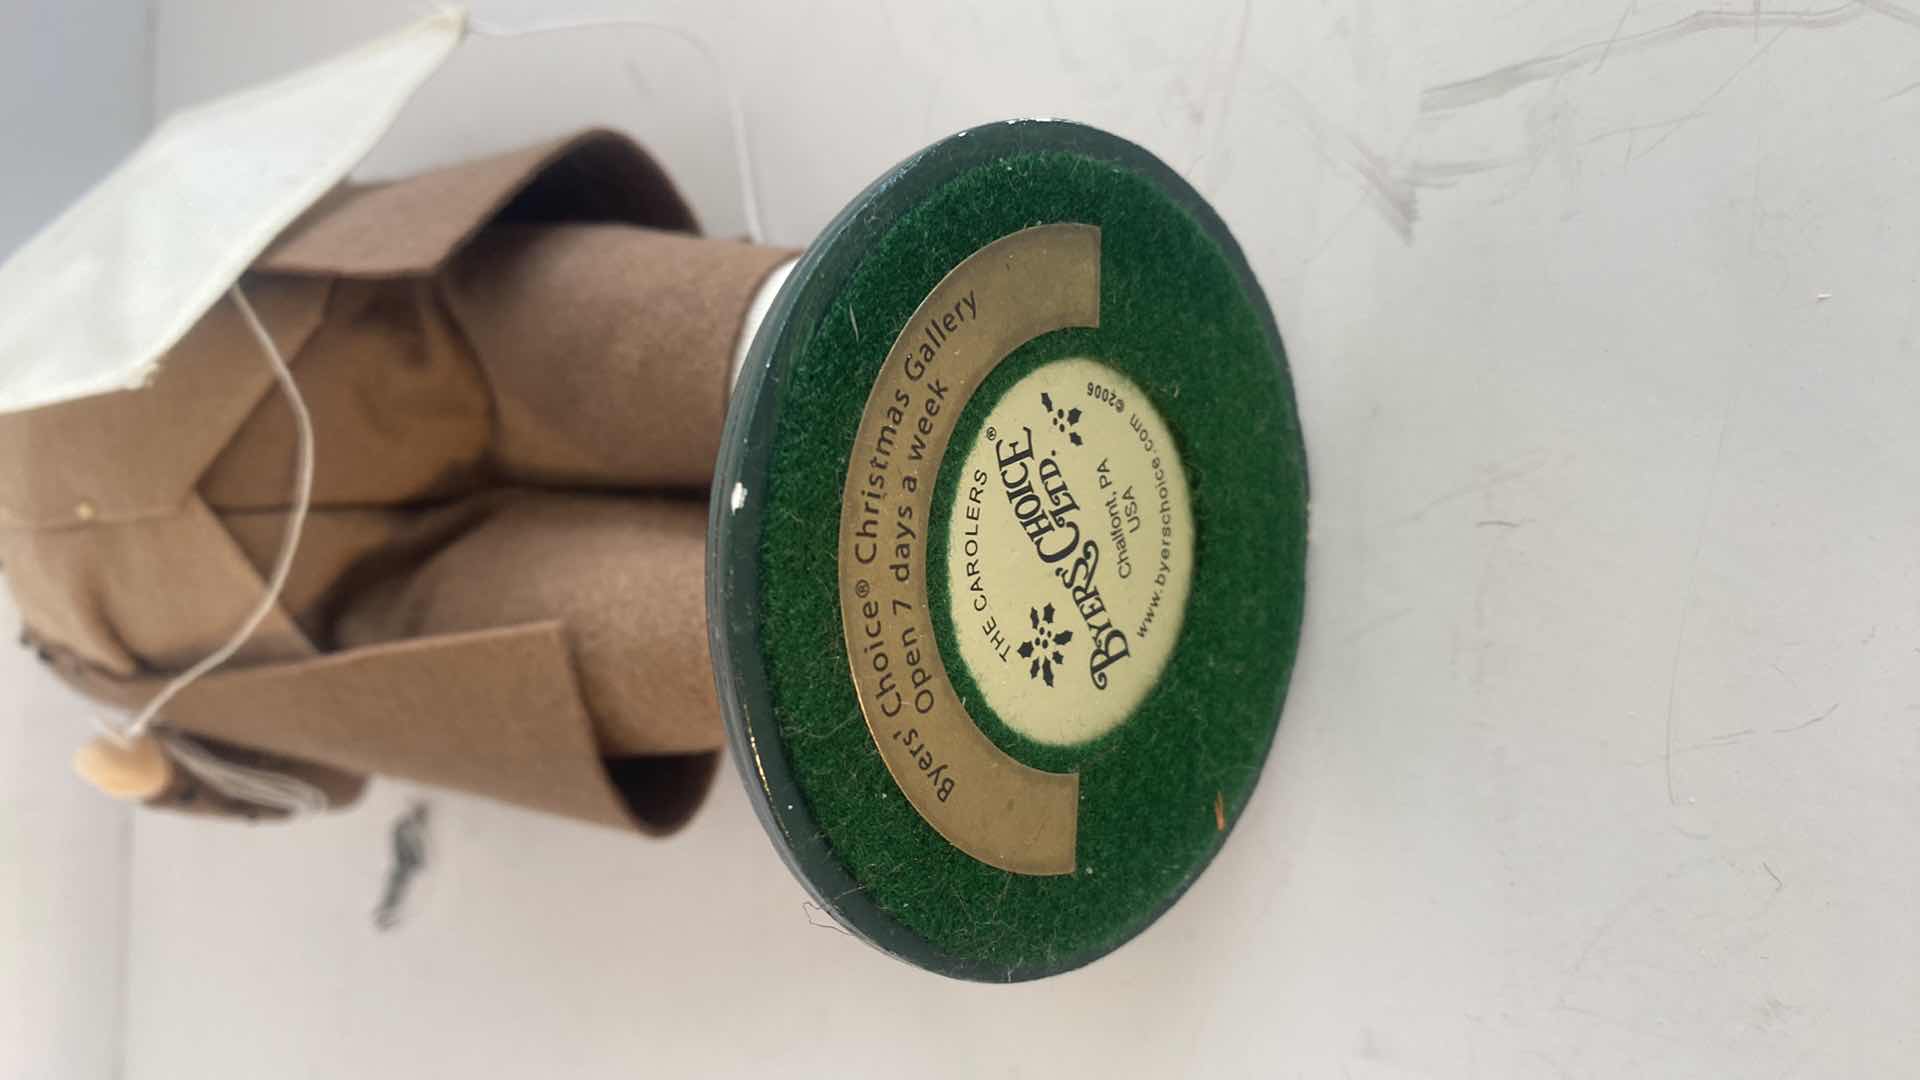 Byers' Choice® Christmas Gallery
Open 7 days a week
THE CAROLERS®
BYERS' CHOICE
LTD.
Chalfont, PA
USA
www.byerschoice.com ©2006